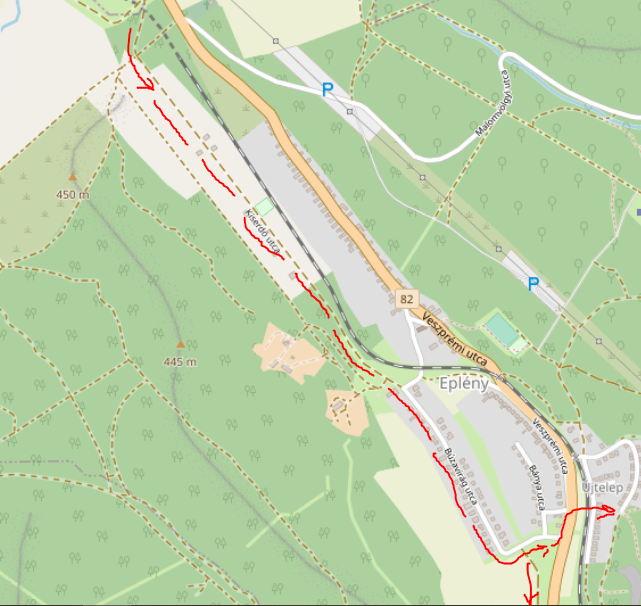 P
Malomvölgyi utca
450 m
Kiserdő utca
P
82
Veszprémi utca
445 m
Eplény
Veszprémi utca
Búzavirág utca
Bánya utca
Újtelep